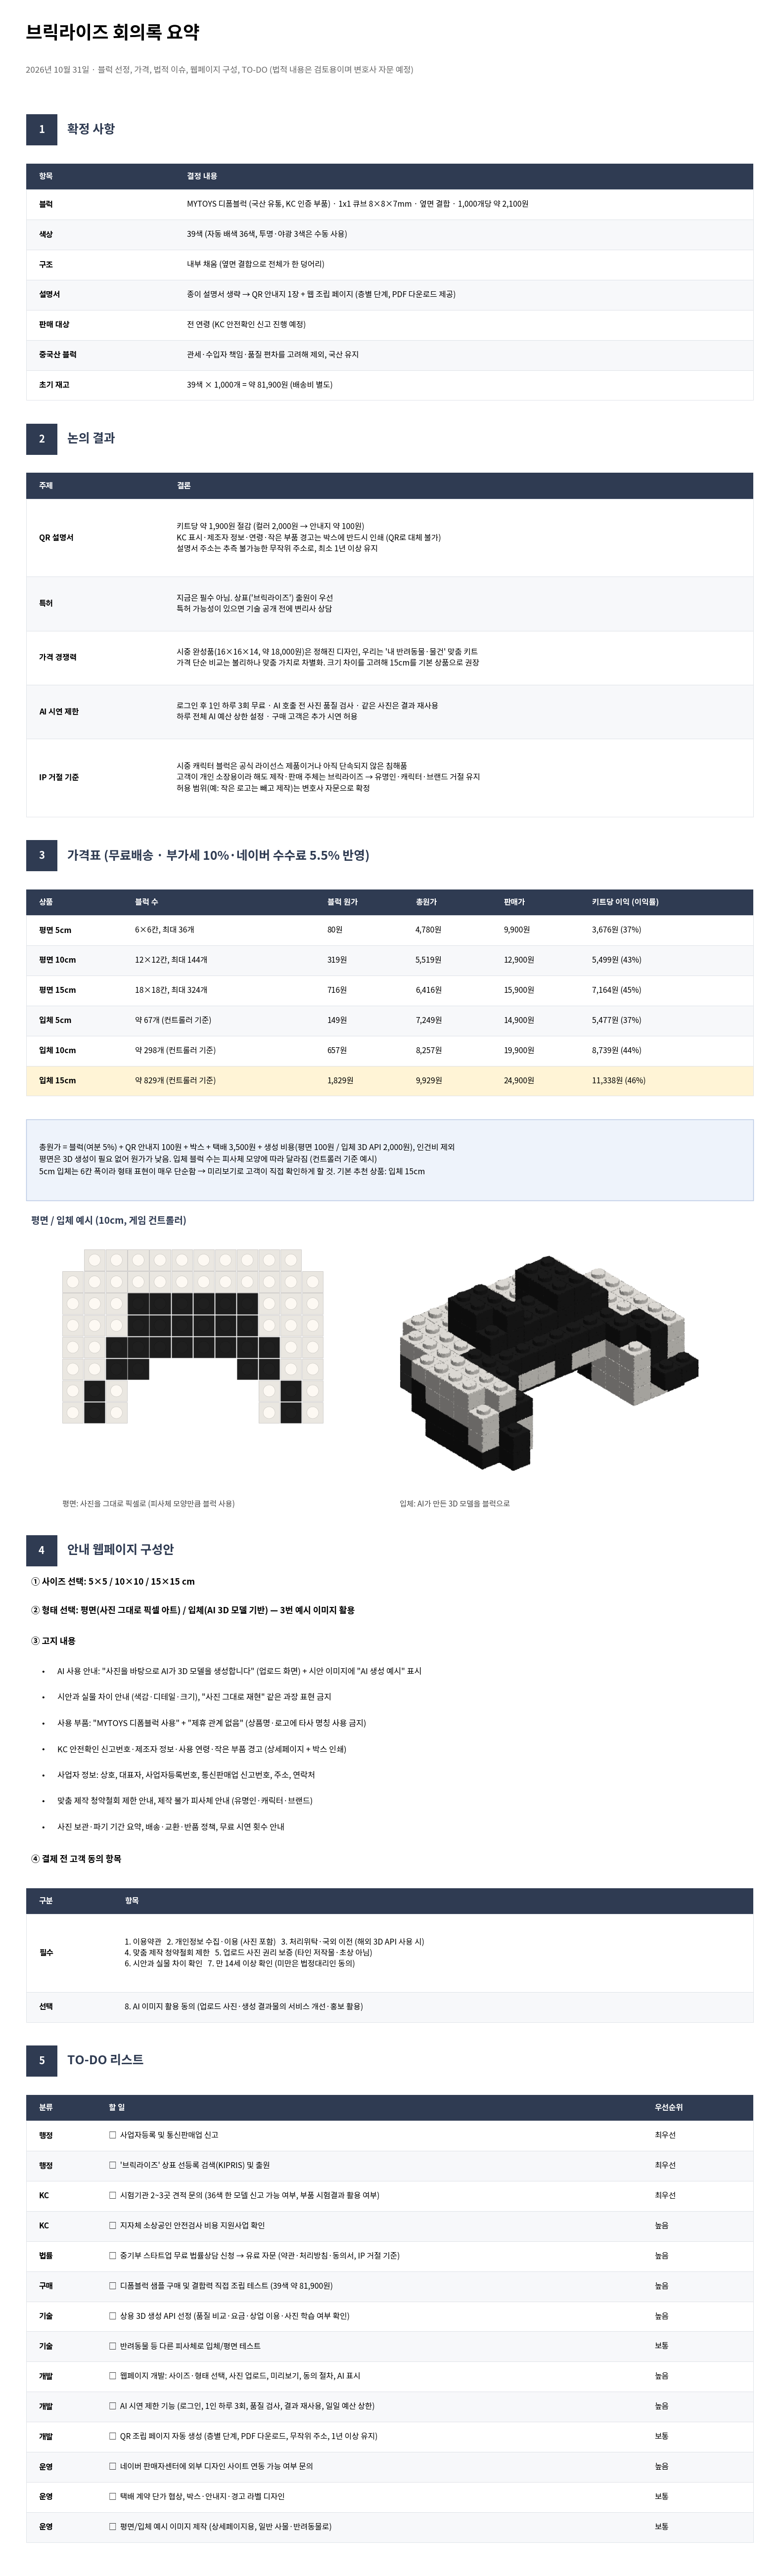 브릭라이즈 회의록 요약
2026년 10월 31일 · 블럭 선정, 가격, 법적 이슈, 웹페이지 구성, TO-DO (법적 내용은 검토용이며 변호사 자문 예정)
1 확정 사항
항목 결정 내용
블럭 MYTOYS 디폼블럭 (국산 유통, KC 인증 부품) · 1x1 큐브 8×8×7mm · 옆면 결합 · 1,000개당 약 2,100원
색상 39색 (자동 배색 36색, 투명·야광 3색은 수동 사용)
구조 내부 채움 (옆면 결합으로 전체가 한 덩어리)
설명서 종이 설명서 생략 → QR 안내지 1장 + 웹 조립 페이지 (층별 단계, PDF 다운로드 제공)
판매 대상 전 연령 (KC 안전확인 신고 진행 예정)
중국산 블럭 관세·수입자 책임·품질 편차를 고려해 제외, 국산 유지
초기 재고 39색 × 1,000개 = 약 81,900원 (배송비 별도)
2 논의 결과
주제 결론
QR 설명서 키트당 약 1,900원 절감 (컬러 2,000원 → 안내지 약 100원)
KC 표시·제조자 정보·연령·작은 부품 경고는 박스에 반드시 인쇄 (QR로 대체 불가)
설명서 주소는 추측 불가능한 무작위 주소로, 최소 1년 이상 유지
특허 지금은 필수 아님. 상표('브릭라이즈') 출원이 우선
특허 가능성이 있으면 기술 공개 전에 변리사 상담
가격 경쟁력 시중 완성품(16×16×14, 약 18,000원)은 정해진 디자인, 우리는 '내 반려동물·물건' 맞춤 키트
가격 단순 비교는 불리하나 맞춤 가치로 차별화. 크기 차이를 고려해 15cm를 기본 상품으로 권장
AI 시연 제한 로그인 후 1인 하루 3회 무료 · AI 호출 전 사진 품질 검사 · 같은 사진은 결과 재사용
하루 전체 AI 예산 상한 설정 · 구매 고객은 추가 시연 허용
IP 거절 기준 시중 캐릭터 블럭은 공식 라이선스 제품이거나 아직 단속되지 않은 침해품
고객이 개인 소장용이라 해도 제작·판매 주체는 브릭라이즈 → 유명인·캐릭터·브랜드 거절 유지
허용 범위(예: 작은 로고는 빼고 제작)는 변호사 자문으로 확정
3 가격표 (무료배송 · 부가세 10%·네이버 수수료 5.5% 반영)
상품 블럭 수 블럭 원가 총원가 판매가 키트당 이익 (이익률)
평면 5cm 6×6칸, 최대 36개 80원 4,780원 9,900원 3,676원 (37%)
평면 10cm 12×12칸, 최대 144개 319원 5,519원 12,900원 5,499원 (43%)
평면 15cm 18×18칸, 최대 324개 716원 6,416원 15,900원 7,164원 (45%)
입체 5cm 약 67개 (컨트롤러 기준) 149원 7,249원 14,900원 5,477원 (37%)
입체 10cm 약 298개 (컨트롤러 기준) 657원 8,257원 19,900원 8,739원 (44%)
입체 15cm 약 829개 (컨트롤러 기준) 1,829원 9,929원 24,900원 11,338원 (46%)
총원가 = 블럭(여분 5%) + QR 안내지 100원 + 박스 + 택배 3,500원 + 생성 비용(평면 100원 / 입체 3D API 2,000원), 인건비 제외
평면은 3D 생성이 필요 없어 원가가 낮음. 입체 블럭 수는 피사체 모양에 따라 달라짐 (컨트롤러 기준 예시)
5cm 입체는 6칸 폭이라 형태 표현이 매우 단순함 → 미리보기로 고객이 직접 확인하게 할 것. 기본 추천 상품: 입체 15cm
평면 / 입체 예시 (10cm, 게임 컨트롤러)
평면: 사진을 그대로 픽셀로 (피사체 모양만큼 블럭 사용)
입체: AI가 만든 3D 모델을 블럭으로
4 안내 웹페이지 구성안
① 사이즈 선택: 5×5 / 10×10 / 15×15 cm
② 형태 선택: 평면(사진 그대로 픽셀 아트) / 입체(AI 3D 모델 기반) — 3번 예시 이미지 활용
③ 고지 내용
• AI 사용 안내: "사진을 바탕으로 AI가 3D 모델을 생성합니다" (업로드 화면) + 시안 이미지에 "AI 생성 예시" 표시
• 시안과 실물 차이 안내 (색감·디테일·크기), "사진 그대로 재현" 같은 과장 표현 금지
• 사용 부품: "MYTOYS 디폼블럭 사용" + "제휴 관계 없음" (상품명·로고에 타사 명칭 사용 금지)
• KC 안전확인 신고번호·제조자 정보·사용 연령·작은 부품 경고 (상세페이지 + 박스 인쇄)
• 사업자 정보: 상호, 대표자, 사업자등록번호, 통신판매업 신고번호, 주소, 연락처
• 맞춤 제작 청약철회 제한 안내, 제작 불가 피사체 안내 (유명인·캐릭터·브랜드)
• 사진 보관·파기 기간 요약, 배송·교환·반품 정책, 무료 시연 횟수 안내
④ 결제 전 고객 동의 항목
구분 항목
필수 1. 이용약관 2. 개인정보 수집·이용 (사진 포함) 3. 처리위탁·국외 이전 (해외 3D API 사용 시)
4. 맞춤 제작 청약철회 제한 5. 업로드 사진 권리 보증 (타인 저작물·초상 아님)
6. 시안과 실물 차이 확인 7. 만 14세 이상 확인 (미만은 법정대리인 동의)
선택 8. AI 이미지 활용 동의 (업로드 사진·생성 결과물의 서비스 개선·홍보 활용)
5 TO-DO 리스트
분류 할 일 우선순위
행정 □ 사업자등록 및 통신판매업 신고 최우선
행정 □ '브릭라이즈' 상표 선등록 검색(KIPRIS) 및 출원 최우선
KC □ 시험기관 2~3곳 견적 문의 (36색 한 모델 신고 가능 여부, 부품 시험결과 활용 여부) 최우선
KC □ 지자체 소상공인 안전검사 비용 지원사업 확인 높음
법률 □ 중기부 스타트업 무료 법률상담 신청 → 유료 자문 (약관·처리방침·동의서, IP 거절 기준) 높음
구매 □ 디폼블럭 샘플 구매 및 결합력 직접 조립 테스트 (39색 약 81,900원) 높음
기술 □ 상용 3D 생성 API 선정 (품질 비교·요금·상업 이용·사진 학습 여부 확인) 높음
기술 □ 반려동물 등 다른 피사체로 입체/평면 테스트 보통
개발 □ 웹페이지 개발: 사이즈·형태 선택, 사진 업로드, 미리보기, 동의 절차, AI 표시 높음
개발 □ AI 시연 제한 기능 (로그인, 1인 하루 3회, 품질 검사, 결과 재사용, 일일 예산 상한) 높음
개발 □ QR 조립 페이지 자동 생성 (층별 단계, PDF 다운로드, 무작위 주소, 1년 이상 유지) 보통
운영 □ 네이버 판매자센터에 외부 디자인 사이트 연동 가능 여부 문의 높음
운영 □ 택배 계약 단가 협상, 박스·안내지·경고 라벨 디자인 보통
운영 □ 평면/입체 예시 이미지 제작 (상세페이지용, 일반 사물·반려동물로) 보통